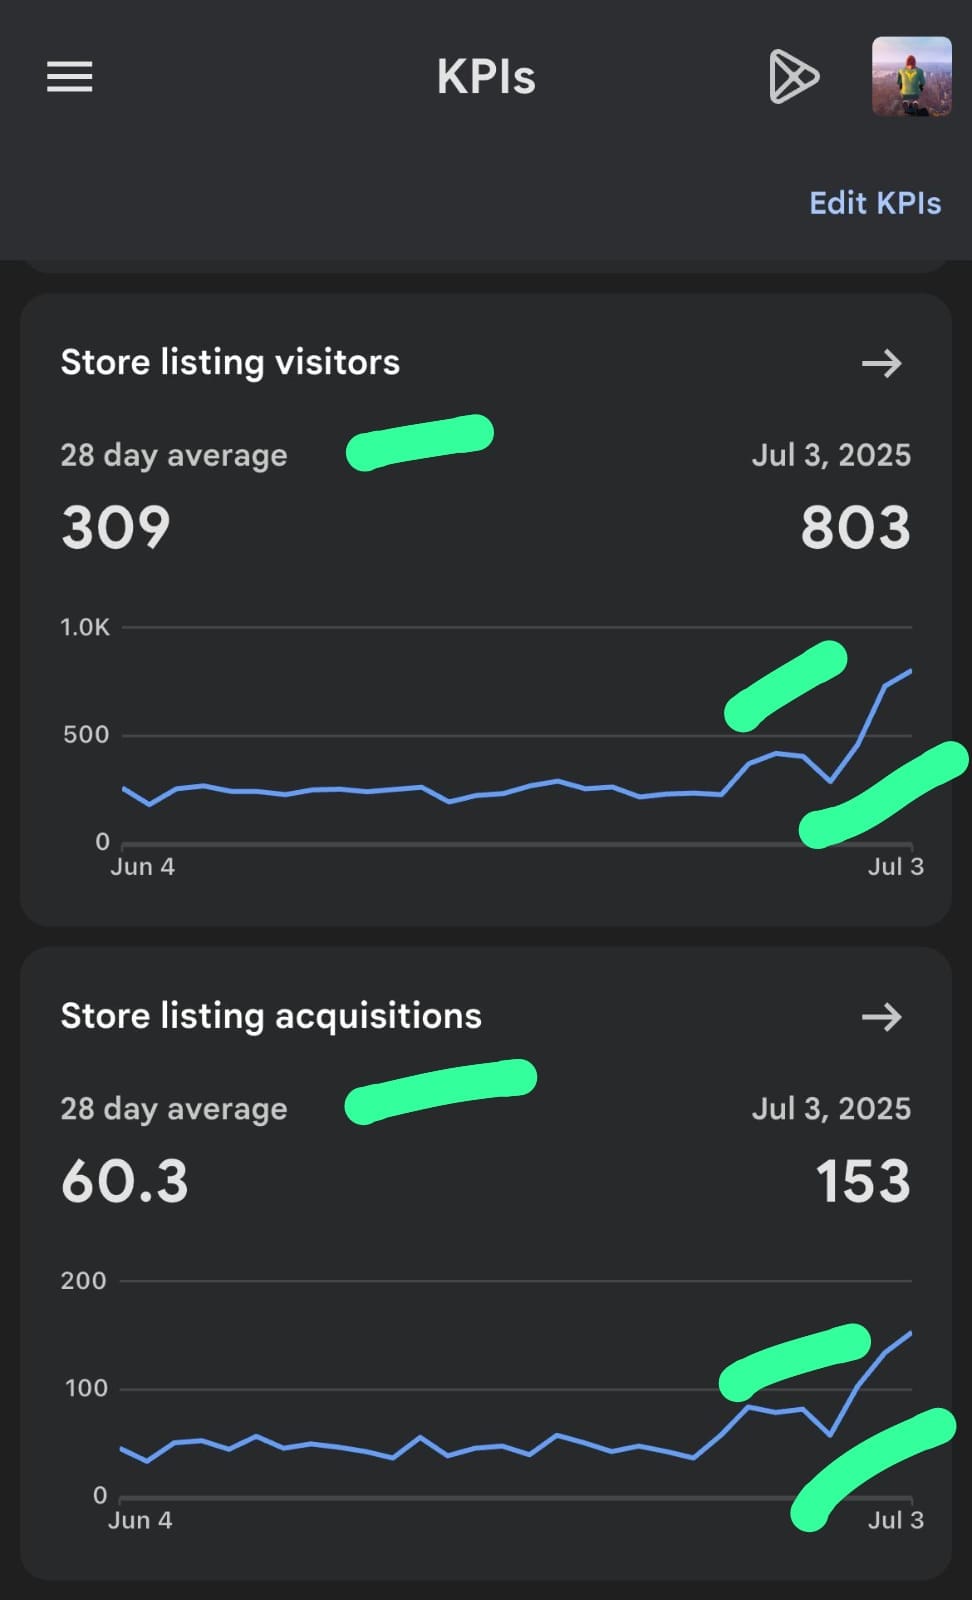 KPIs
Edit KPIs
Store listing visitors
28 day average
Jul 3, 2025
309
803
1.0K
500
0
Jun 4
Jul 3
Store listing acquisitions
28 day average
Jul 3, 2025
60.3
153
200
100
0
Jun 4
Jul 3